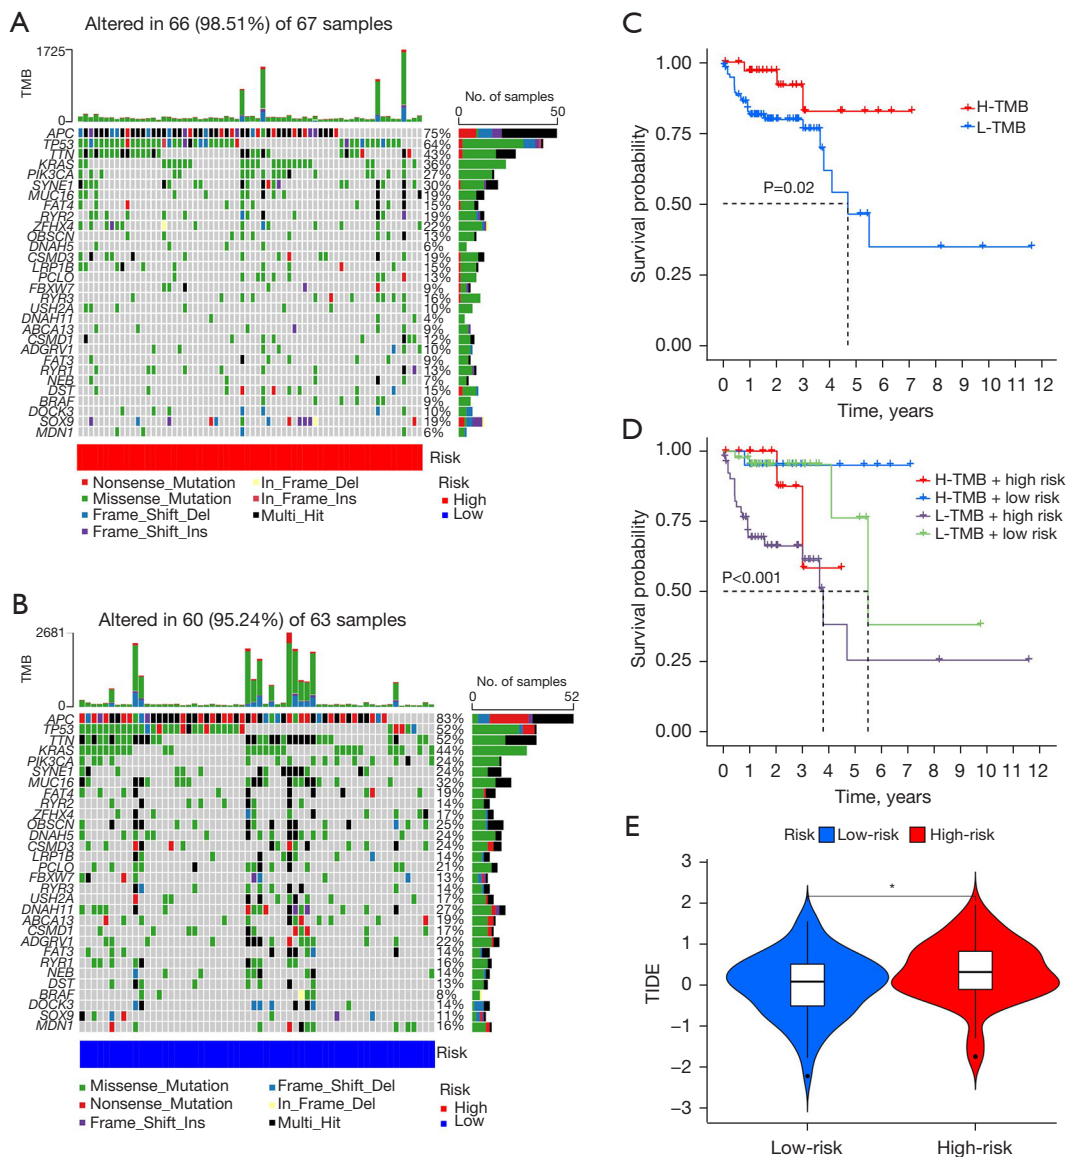 A
Altered in 66 (98.51%) of 67 samples
1725
0
TMB
No. of samples
0 50
APC 75%
TP53 64%
TTN 43%
KRAS 36%
PIK3CA 27%
SYNE1 30%
MUC16 19%
FAT4 15%
RYR2 19%
ZFHX4 22%
OBSCN 13%
DNAH5 6%
CSMD3 19%
LRP1B 15%
PCLO 13%
FBXW7 9%
RYR3 16%
USH2A 10%
DNAH11 4%
ABCA13 9%
CSMD1 12%
ADGRV1 10%
FAT3 9%
RYR1 13%
NEB 7%
DST 15%
BRAF 9%
DOCK3 10%
SOX9 19%
MDN1 6%
Risk
Nonsense_Mutation
Missense_Mutation
Frame_Shift_Del
Frame_Shift_Ins
In_Frame_Del
In_Frame_Ins
Multi_Hit
Risk
High
Low
B
Altered in 60 (95.24%) of 63 samples
2681
0
TMB
No. of samples
0 52
APC 83%
TP53 52%
TTN 52%
KRAS 44%
PIK3CA 24%
SYNE1 24%
MUC16 32%
FAT4 19%
RYR2 14%
ZFHX4 17%
OBSCN 25%
DNAH5 24%
CSMD3 24%
LRP1B 14%
PCLO 21%
FBXW7 13%
RYR3 14%
USH2A 17%
DNAH11 27%
ABCA13 19%
CSMD1 17%
ADGRV1 22%
FAT3 14%
RYR1 16%
NEB 14%
DST 13%
BRAF 8%
DOCK3 14%
SOX9 11%
MDN1 16%
Risk
Missense_Mutation
Nonsense_Mutation
Frame_Shift_Ins
Frame_Shift_Del
In_Frame_Del
Multi_Hit
Risk
High
Low
C
Survival probability
1.00
0.75
0.50
0.25
0.00
P=0.02
H-TMB
L-TMB
0 1 2 3 4 5 6 7 8 9 10 11 12
Time, years
D
Survival probability
1.00
0.75
0.50
0.25
0.00
P<0.001
H-TMB + high risk
H-TMB + low risk
L-TMB + high risk
L-TMB + low risk
0 1 2 3 4 5 6 7 8 9 10 11 12
Time, years
E
Risk Low-risk High-risk
TIDE
3
2
1
0
−1
−2
−3
*
Low-risk High-risk